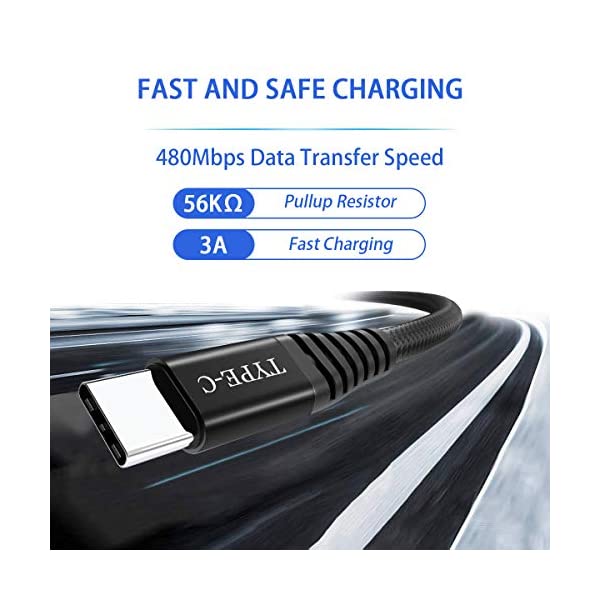 FAST AND SAFE CHARGING
480Mbps Data Transfer Speed
56KΩ Pullup Resistor
3A Fast Charging
TYPE-C